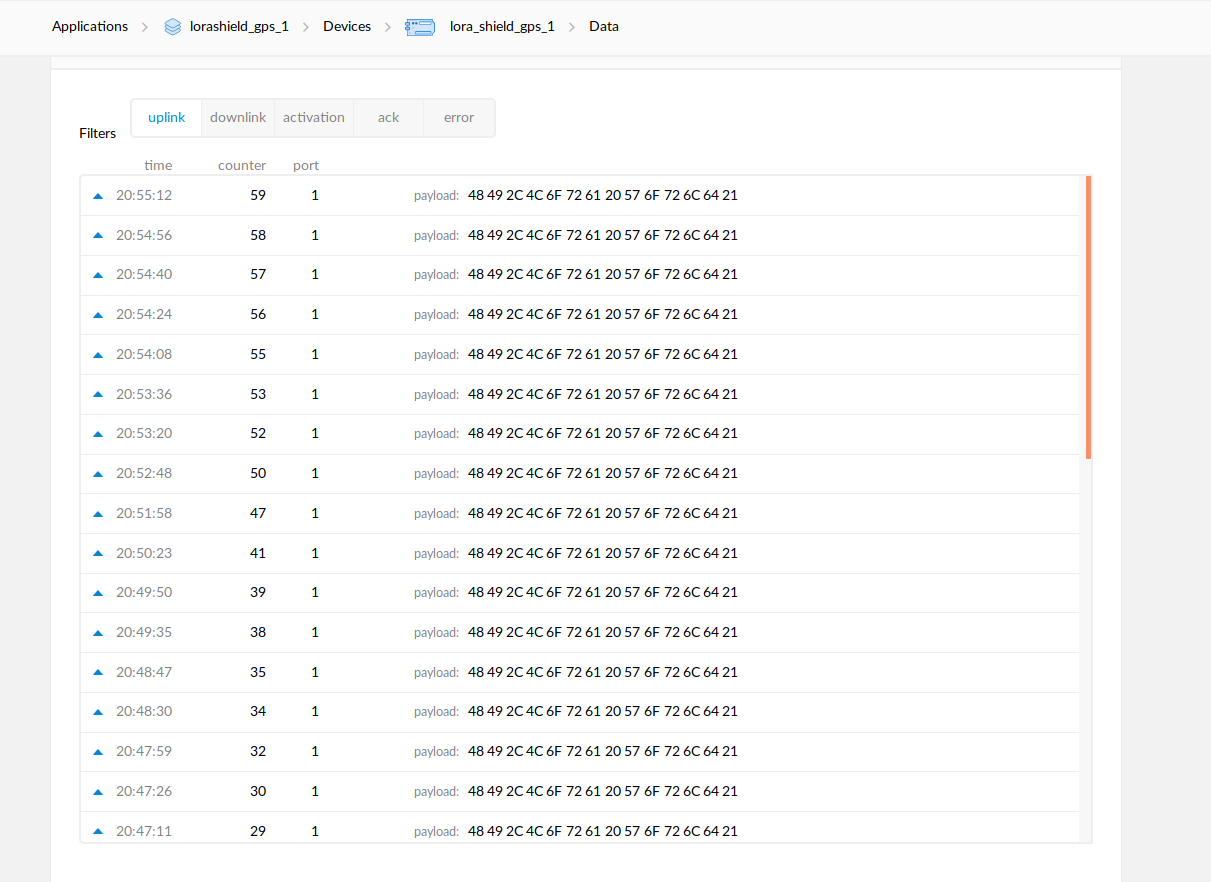 Applications lorashield_gps_1 Devices lora_shield_gps_1 Data
Filters uplink downlink activation ack error
time counter port
20:55:12 59 1 payload: 48 49 2C 4C 6F 72 61 20 57 6F 72 6C 64 21
20:54:56 58 1 payload: 48 49 2C 4C 6F 72 61 20 57 6F 72 6C 64 21
20:54:40 57 1 payload: 48 49 2C 4C 6F 72 61 20 57 6F 72 6C 64 21
20:54:24 56 1 payload: 48 49 2C 4C 6F 72 61 20 57 6F 72 6C 64 21
20:54:08 55 1 payload: 48 49 2C 4C 6F 72 61 20 57 6F 72 6C 64 21
20:53:36 53 1 payload: 48 49 2C 4C 6F 72 61 20 57 6F 72 6C 64 21
20:53:20 52 1 payload: 48 49 2C 4C 6F 72 61 20 57 6F 72 6C 64 21
20:52:48 50 1 payload: 48 49 2C 4C 6F 72 61 20 57 6F 72 6C 64 21
20:51:58 47 1 payload: 48 49 2C 4C 6F 72 61 20 57 6F 72 6C 64 21
20:50:23 41 1 payload: 48 49 2C 4C 6F 72 61 20 57 6F 72 6C 64 21
20:49:50 39 1 payload: 48 49 2C 4C 6F 72 61 20 57 6F 72 6C 64 21
20:49:35 38 1 payload: 48 49 2C 4C 6F 72 61 20 57 6F 72 6C 64 21
20:48:47 35 1 payload: 48 49 2C 4C 6F 72 61 20 57 6F 72 6C 64 21
20:48:30 34 1 payload: 48 49 2C 4C 6F 72 61 20 57 6F 72 6C 64 21
20:47:59 32 1 payload: 48 49 2C 4C 6F 72 61 20 57 6F 72 6C 64 21
20:47:26 30 1 payload: 48 49 2C 4C 6F 72 61 20 57 6F 72 6C 64 21
20:47:11 29 1 payload: 48 49 2C 4C 6F 72 61 20 57 6F 72 6C 64 21